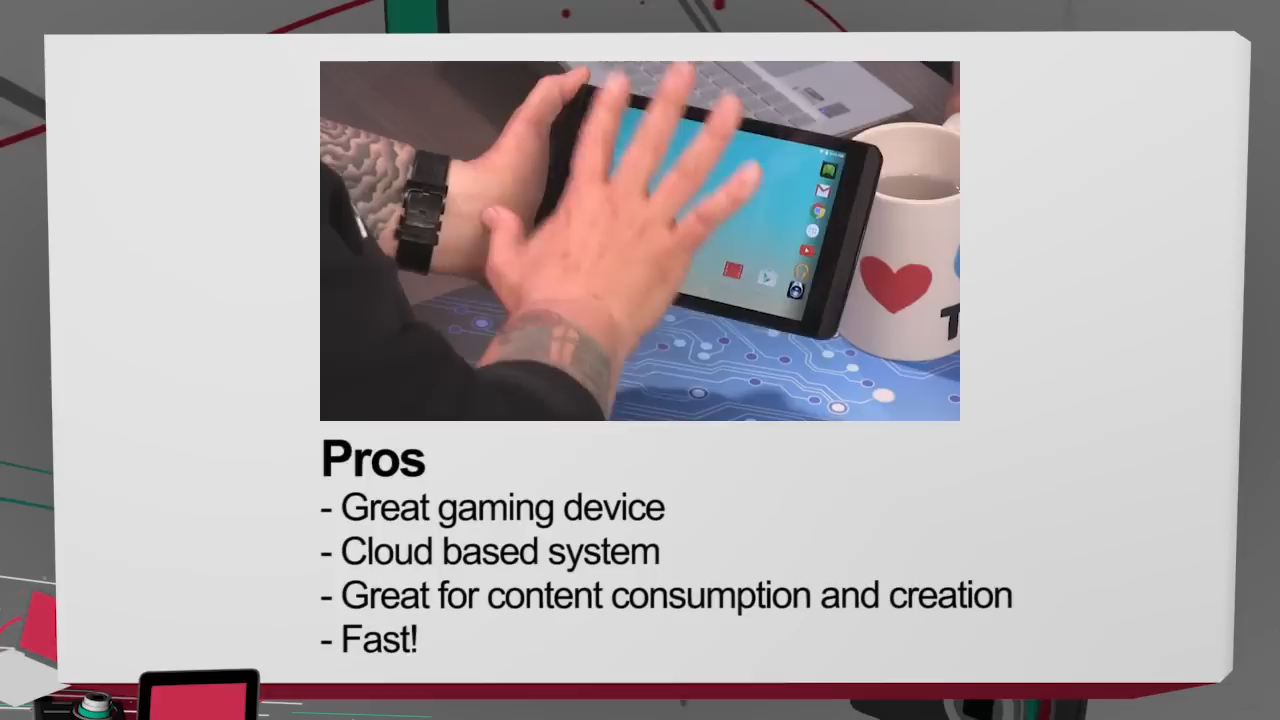 T
Pros
- Great gaming device
- Cloud based system
- Great for content consumption and creation
- Fast!